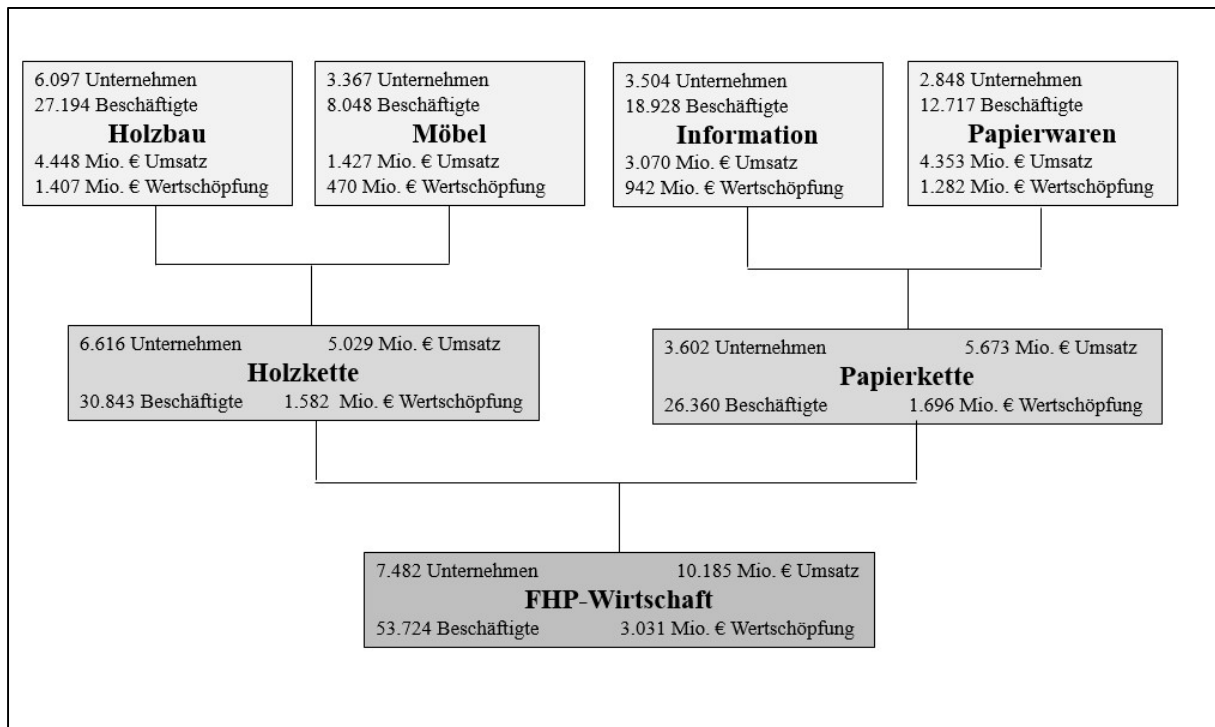 6.097 Unternehmen
27.194 Beschäftigte
Holzbau
4.448 Mio. € Umsatz
1.407 Mio. € Wertschöpfung
3.367 Unternehmen
8.048 Beschäftigte
Möbel
1.427 Mio. € Umsatz
470 Mio. € Wertschöpfung
3.504 Unternehmen
18.928 Beschäftigte
Information
3.070 Mio. € Umsatz
942 Mio. € Wertschöpfung
2.848 Unternehmen
12.717 Beschäftigte
Papierwaren
4.353 Mio. € Umsatz
1.282 Mio. € Wertschöpfung
6.616 Unternehmen 5.029 Mio. € Umsatz
Holzkette
30.843 Beschäftigte 1.582 Mio. € Wertschöpfung
3.602 Unternehmen 5.673 Mio. € Umsatz
Papierkette
26.360 Beschäftigte 1.696 Mio. € Wertschöpfung
7.482 Unternehmen 10.185 Mio. € Umsatz
FHP-Wirtschaft
53.724 Beschäftigte 3.031 Mio. € Wertschöpfung